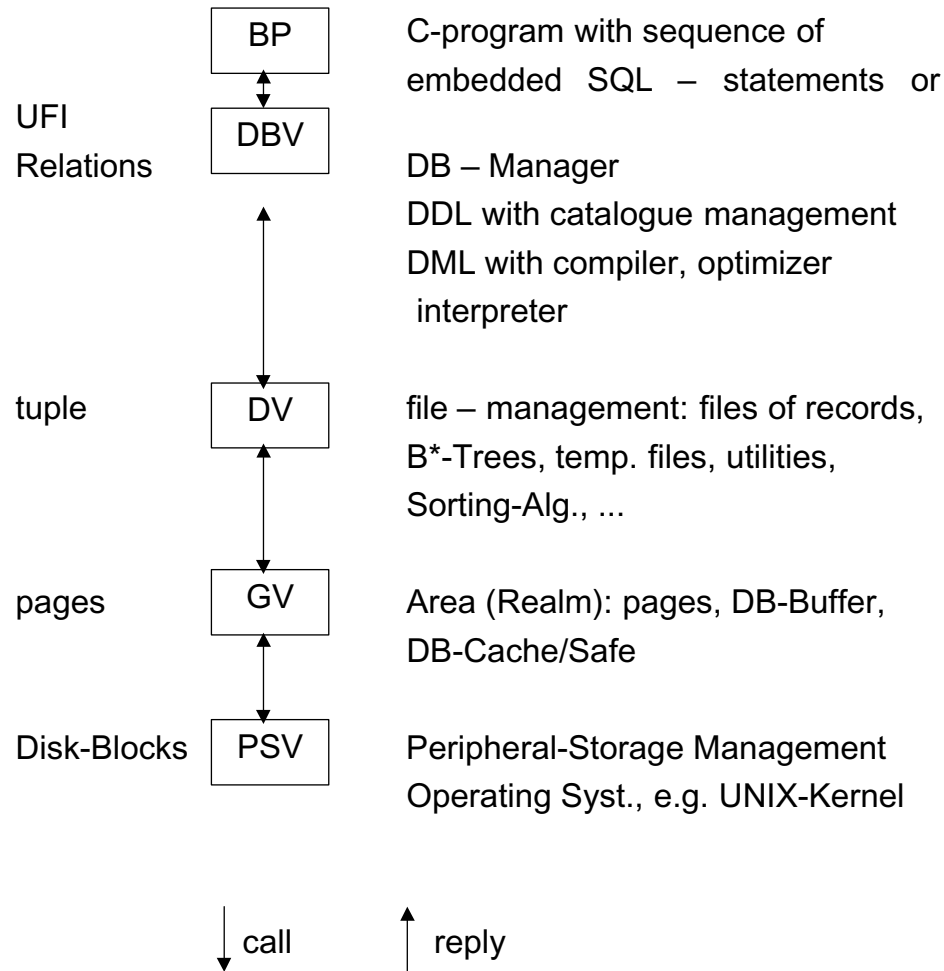 BP C-program with sequence of
embedded SQL – statements or
UFI
DBV
Relations DB – Manager
DDL with catalogue management
DML with compiler, optimizer
interpreter
tuple DV file – management: files of records,
B*-Trees, temp. files, utilities,
Sorting-Alg., ...
pages GV Area (Realm): pages, DB-Buffer,
DB-Cache/Safe
Disk-Blocks PSV Peripheral-Storage Management
Operating Syst., e.g. UNIX-Kernel
call reply